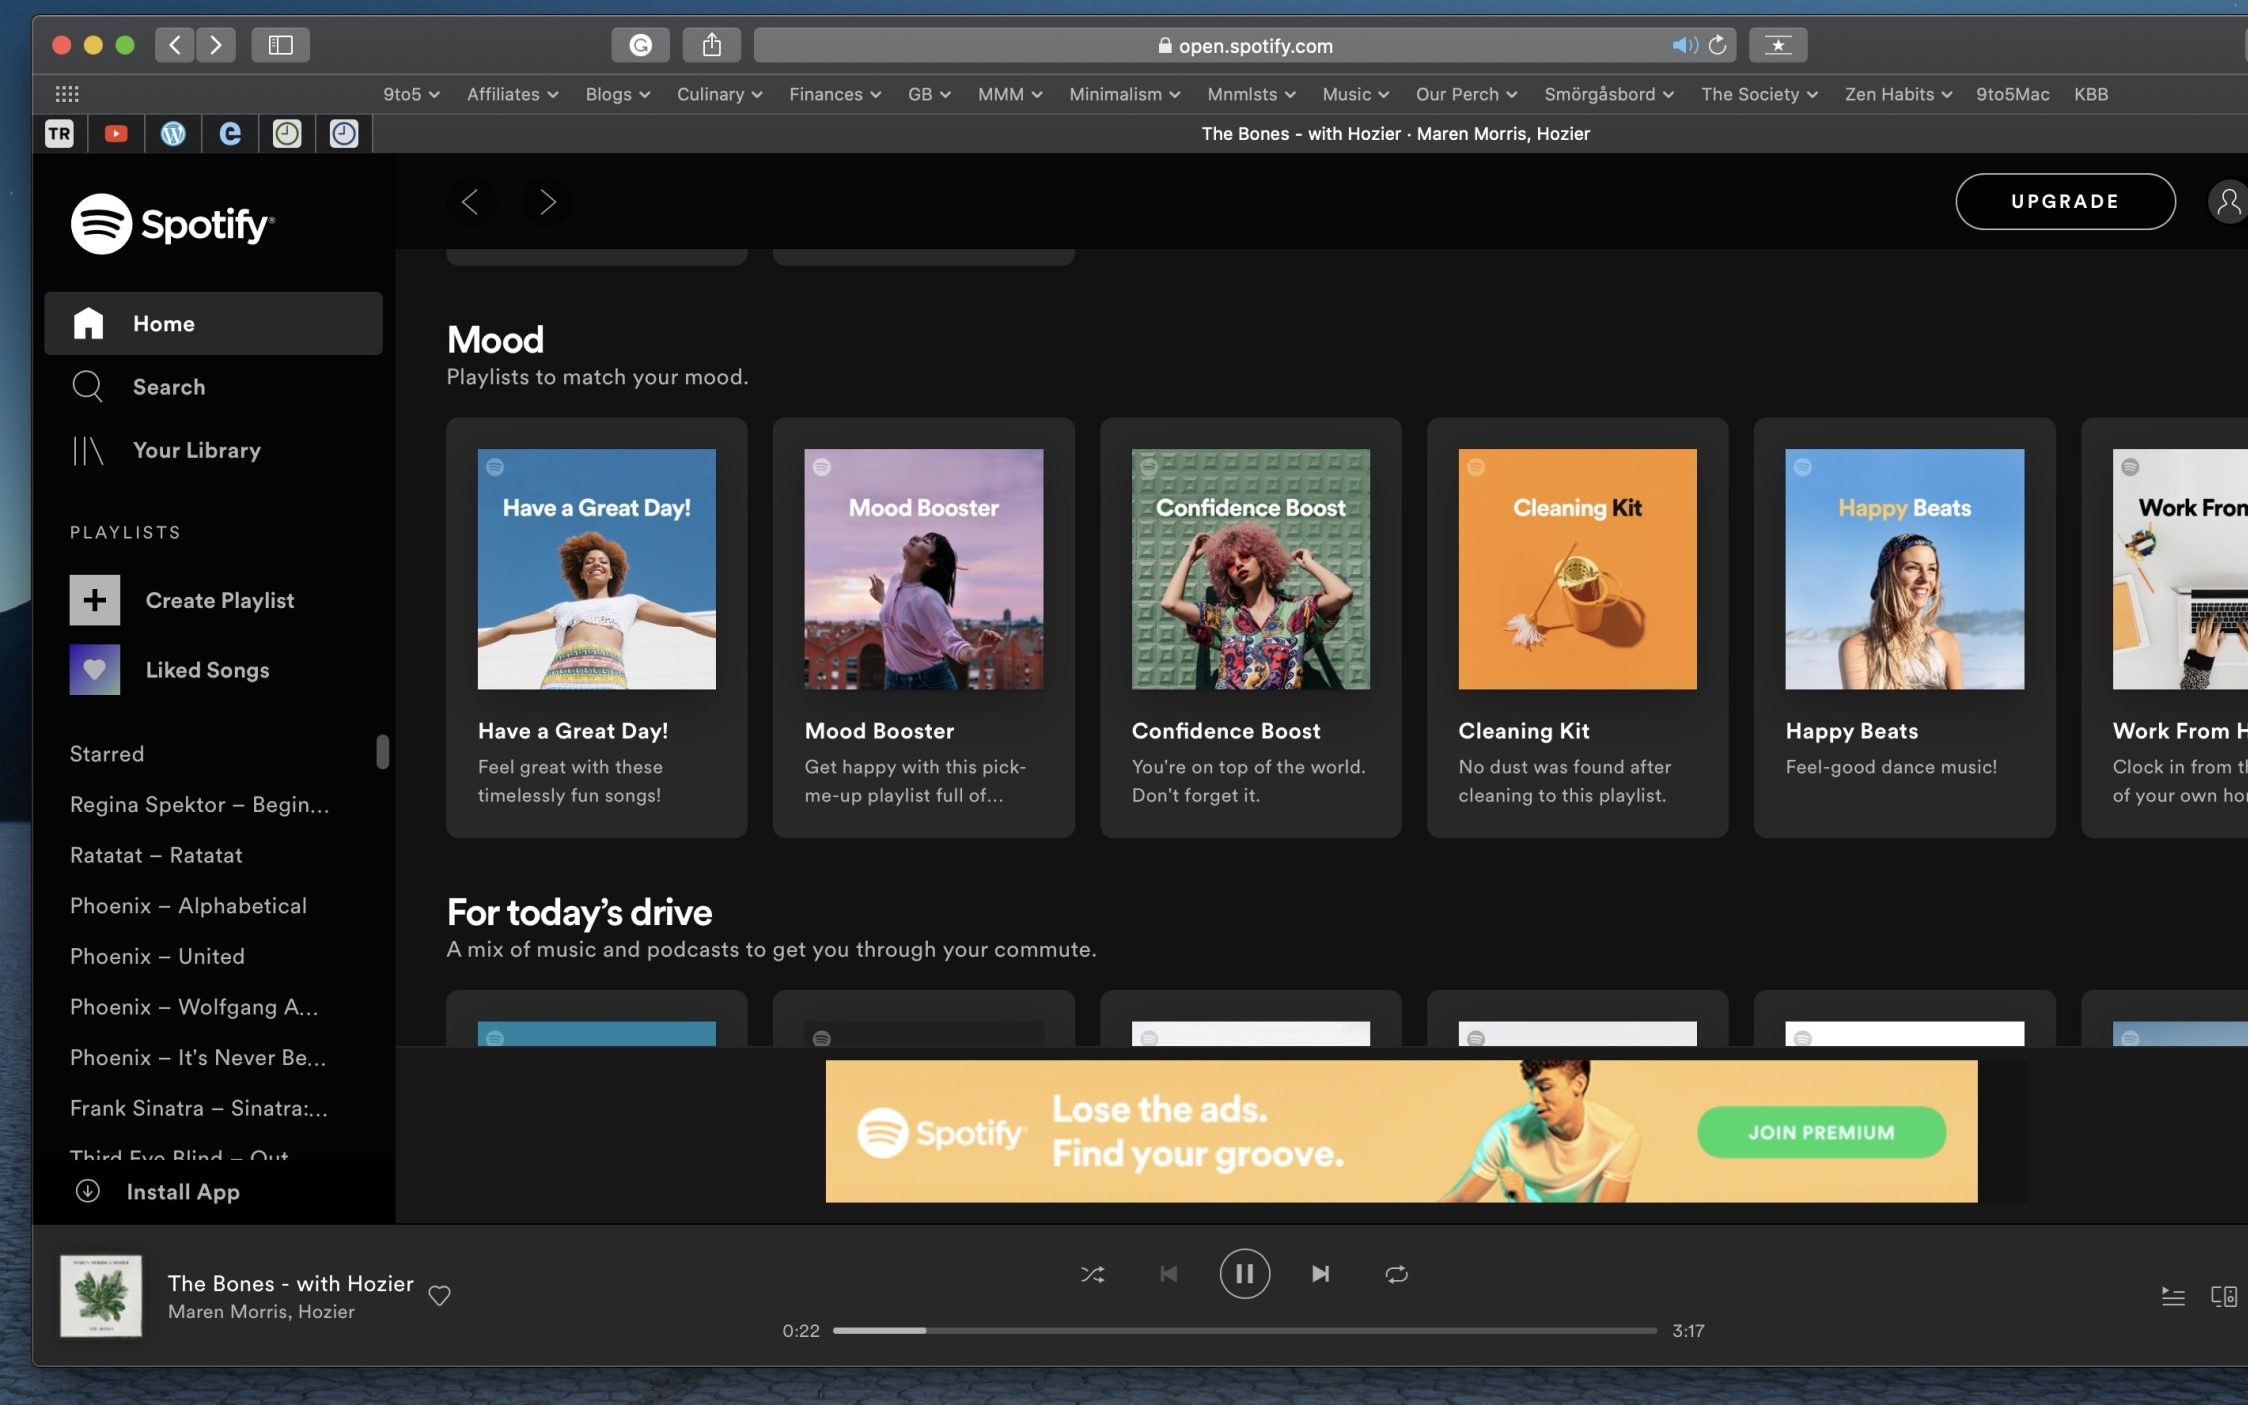 open.spotify.com
9to5 Affiliates Blogs Culinary Finances GB MMM Minimalism Mnmlsts Music Our Perch Smörgåsbord The Society Zen Habits 9to5Mac KBB
TR
The Bones - with Hozier · Maren Morris, Hozier
Spotify®
UPGRADE
Home
Search
Your Library
PLAYLISTS
Create Playlist
Liked Songs
Starred
Regina Spektor – Begin...
Ratatat – Ratatat
Phoenix – Alphabetical
Phoenix – United
Phoenix – Wolfgang A...
Phoenix – It's Never Be...
Frank Sinatra – Sinatra:...
Third Eye Blind – Out
Install App
Mood
Playlists to match your mood.
Have a Great Day!
Have a Great Day!
Feel great with these
timelessly fun songs!
Mood Booster
Mood Booster
Get happy with this pick-
me-up playlist full of...
Confidence Boost
Confidence Boost
You're on top of the world.
Don't forget it.
Cleaning Kit
Cleaning Kit
No dust was found after
cleaning to this playlist.
Happy Beats
Happy Beats
Feel-good dance music!
Work From
Work From H
Clock in from th
of your own ho
For today’s drive
A mix of music and podcasts to get you through your commute.
Spotify
Lose the ads.
Find your groove.
JOIN PREMIUM
The Bones - with Hozier
Maren Morris, Hozier
0:22
3:17